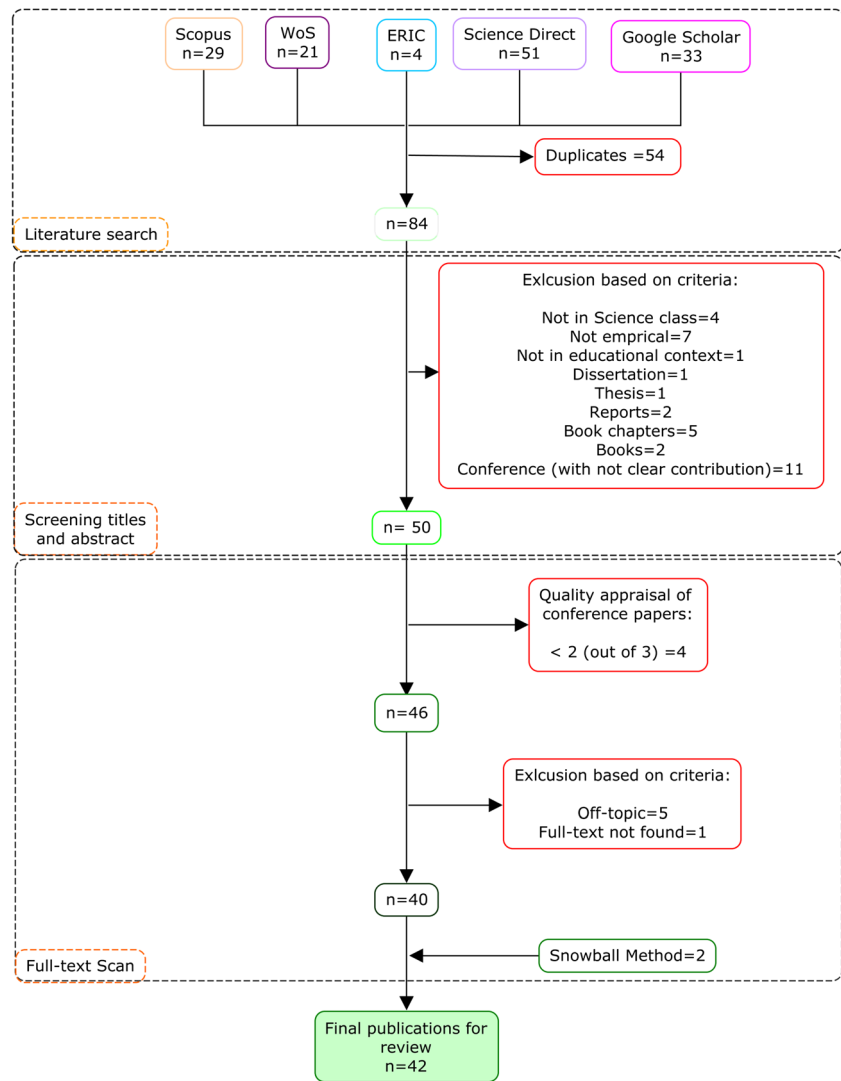 Scopus
n=29
WoS
n=21
ERIC
n=4
Science Direct
n=51
Google Scholar
n=33
Duplicates =54
n=84
Literature search
Exlcusion based on criteria:
Not in Science class=4
Not emprical=7
Not in educational context=1
Dissertation=1
Thesis=1
Reports=2
Book chapters=5
Books=2
Conference (with not clear contribution)=11
n= 50
Screening titles
and abstract
Quality appraisal of
conference papers:
< 2 (out of 3) =4
n=46
Exlcusion based on criteria:
Off-topic=5
Full-text not found=1
n=40
Snowball Method=2
Full-text Scan
Final publications for
review
n=42